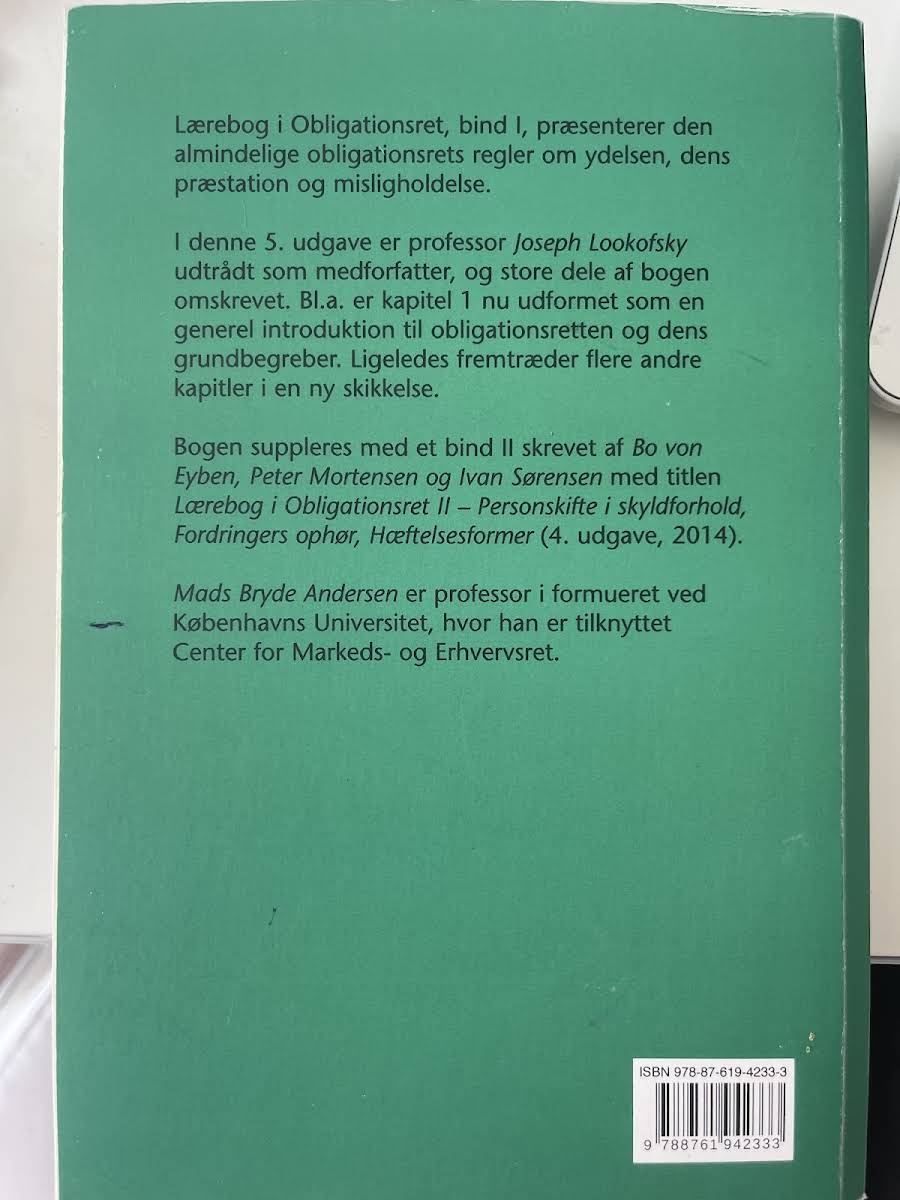 Lærebog i Obligationsret, bind I, præsenterer den
almindelige obligationsrets regler om ydelsen, dens
præstation og misligholdelse.
I denne 5. udgave er professor Joseph Lookofsky
udtrådt som medforfatter, og store dele af bogen
omskrevet. Bl.a. er kapitel 1 nu udformet som en
generel introduktion til obligationsretten og dens
grundbegreber. Ligeledes fremtræder flere andre
kapitler i en ny skikkelse.
Bogen suppleres med et bind II skrevet af Bo von
Eyben, Peter Mortensen og Ivan Sørensen med titlen
Lærebog i Obligationsret II – Personskifte i skyldforhold,
Fordringers ophør, Hæftelsesformer (4. udgave, 2014).
Mads Bryde Andersen er professor i formueret ved
Københavns Universitet, hvor han er tilknyttet
Center for Markeds- og Erhvervsret.
ISBN 978-87-619-4233-3
9 788761 942333